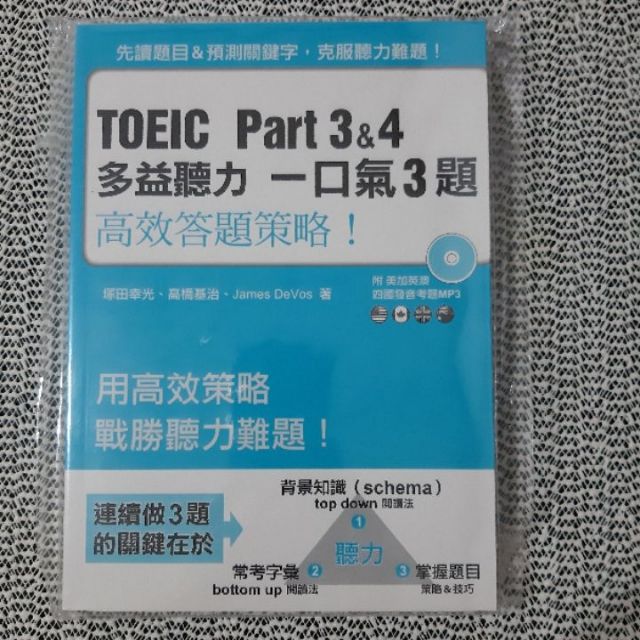 先讀題目&預測關鍵字，克服聽力難題！
TOEIC Part 3&4
多益聽力 一口氣3題
高效答題策略！
塚田幸光、高橋基治、James DeVos 著
附 美加英澳
四國發音考題MP3
用高效策略
戰勝聽力難題！
連續做3題
的關鍵在於
背景知識（schema）
top down 閱讀法
1
聽力
常考字彙 2
bottom up 閱讀法
3 掌握題目
策略&技巧